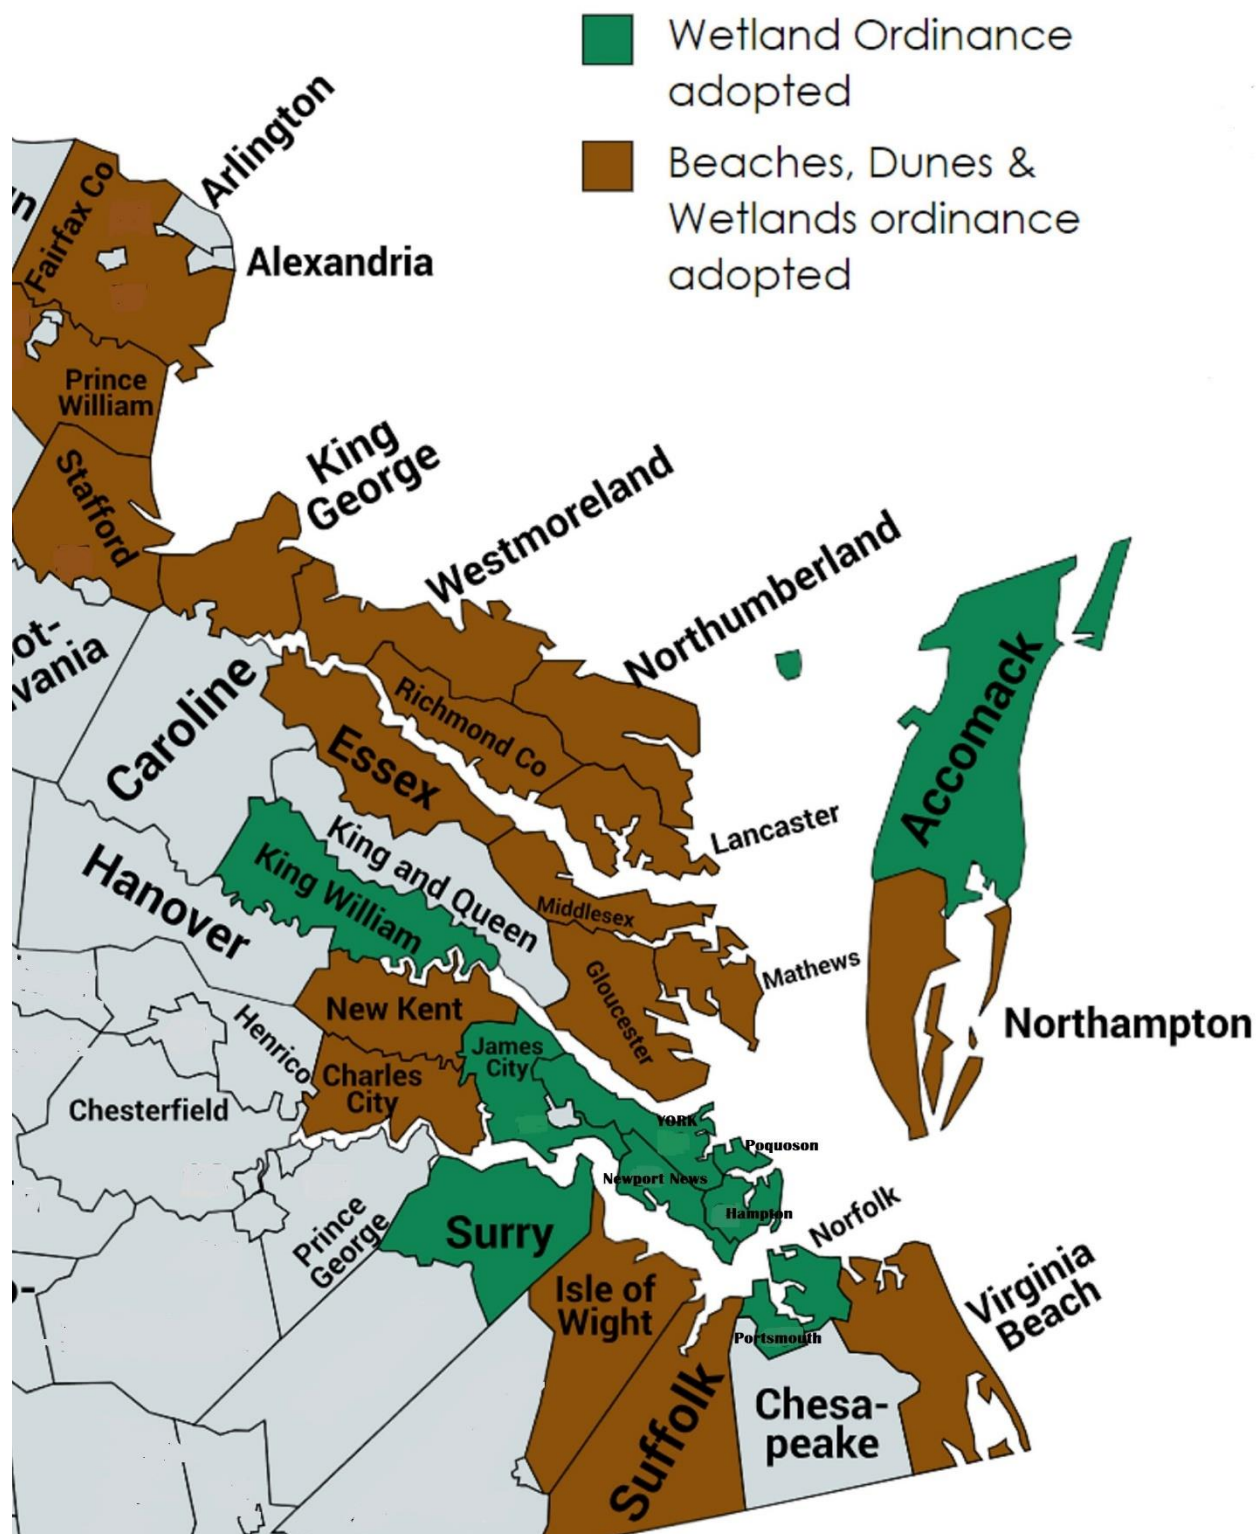 Wetland Ordinance
adopted
Beaches, Dunes &
Wetlands ordinance
adopted
Arlington
n
Fairfax Co
Alexandria
Prince
William
Stafford
King
George
Westmoreland
Northumberland
ot-
vania
Caroline
Richmond Co
Essex
Accomack
Lancaster
Hanover
King and Queen
King William
Middlesex
Mathews
Gloucester
New Kent
Northampton
Henrico
James
City
Charles
City
Chesterfield
YORK
Poquoson
Newport News
Hampton
Norfolk
Prince
George
Surry
Isle of
Wight
Virginia
Beach
Portsmouth
Suffolk
Chesa-
peake